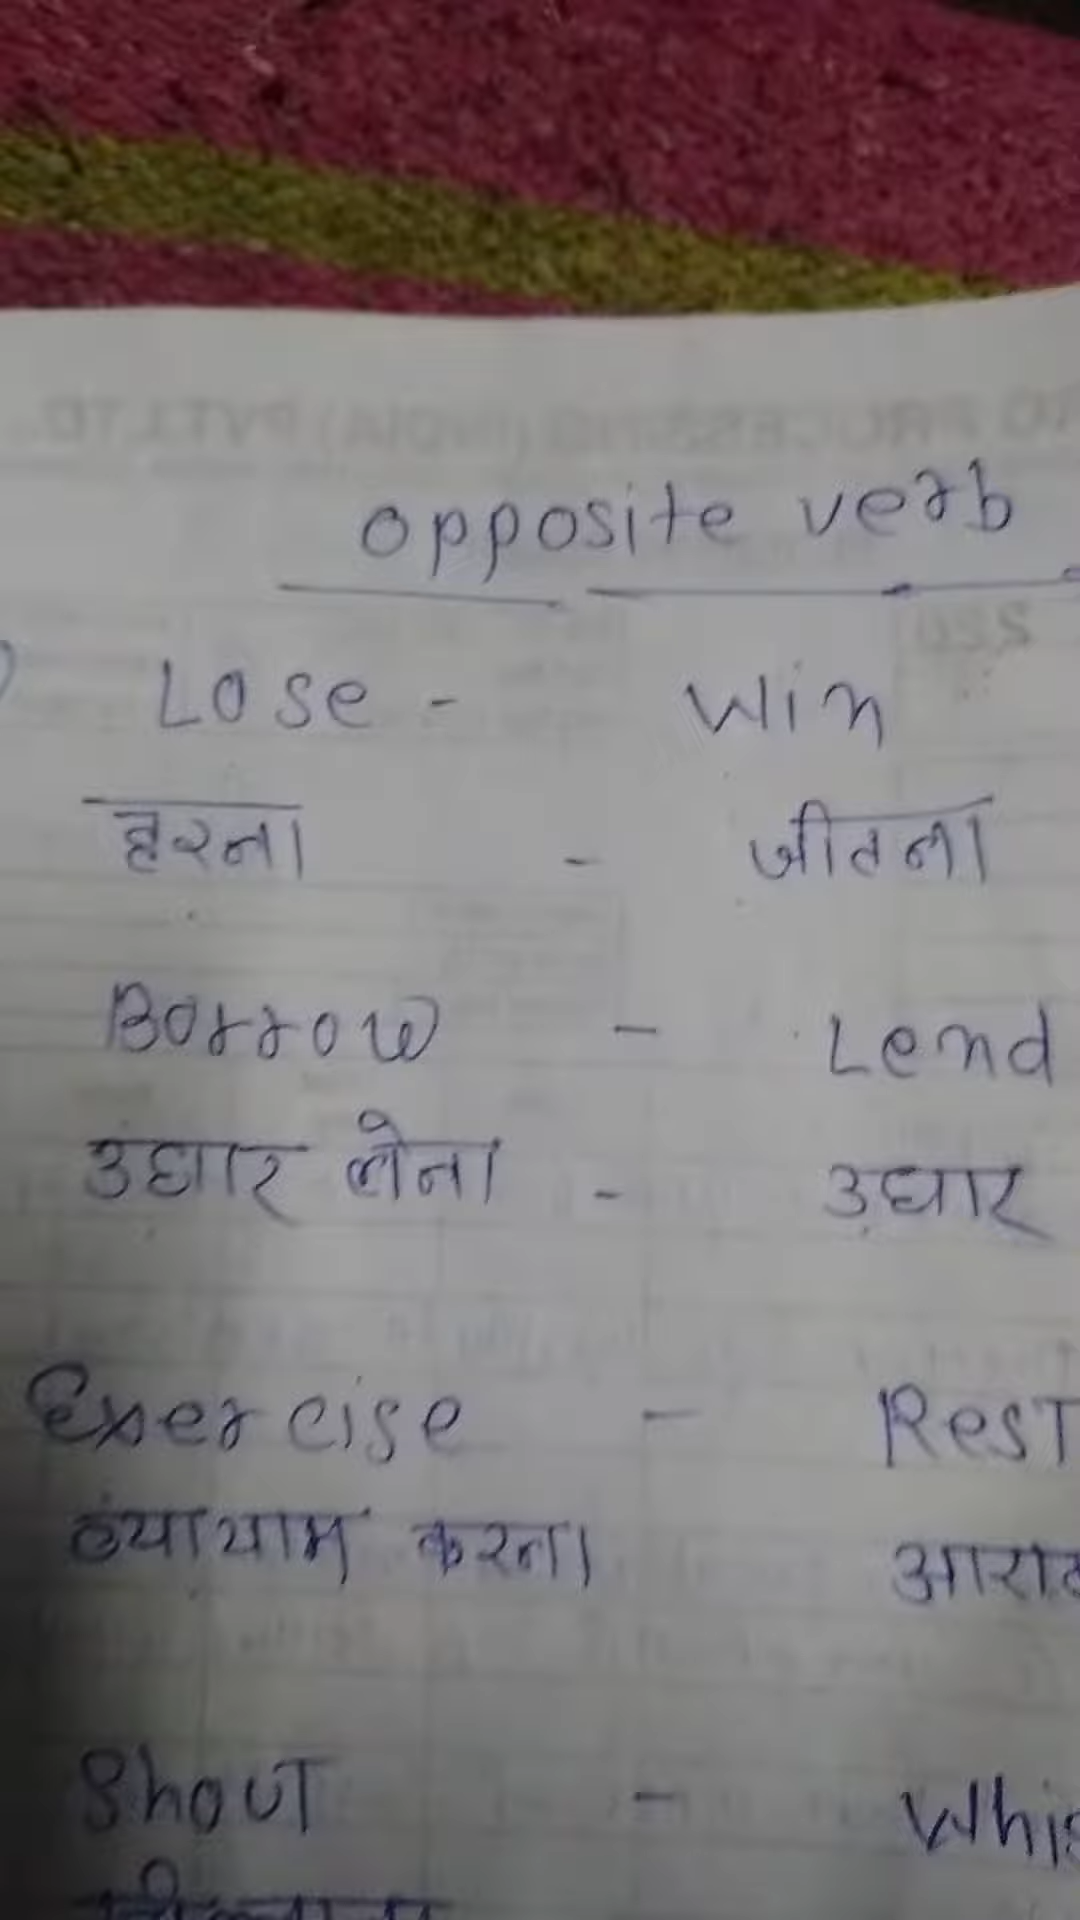 opposite verb
Lose - Win
हरना - जीतना
Borrow - Lend
उधार लेना - उधार
Exercise - Rest
व्यायाम करना
Shout -